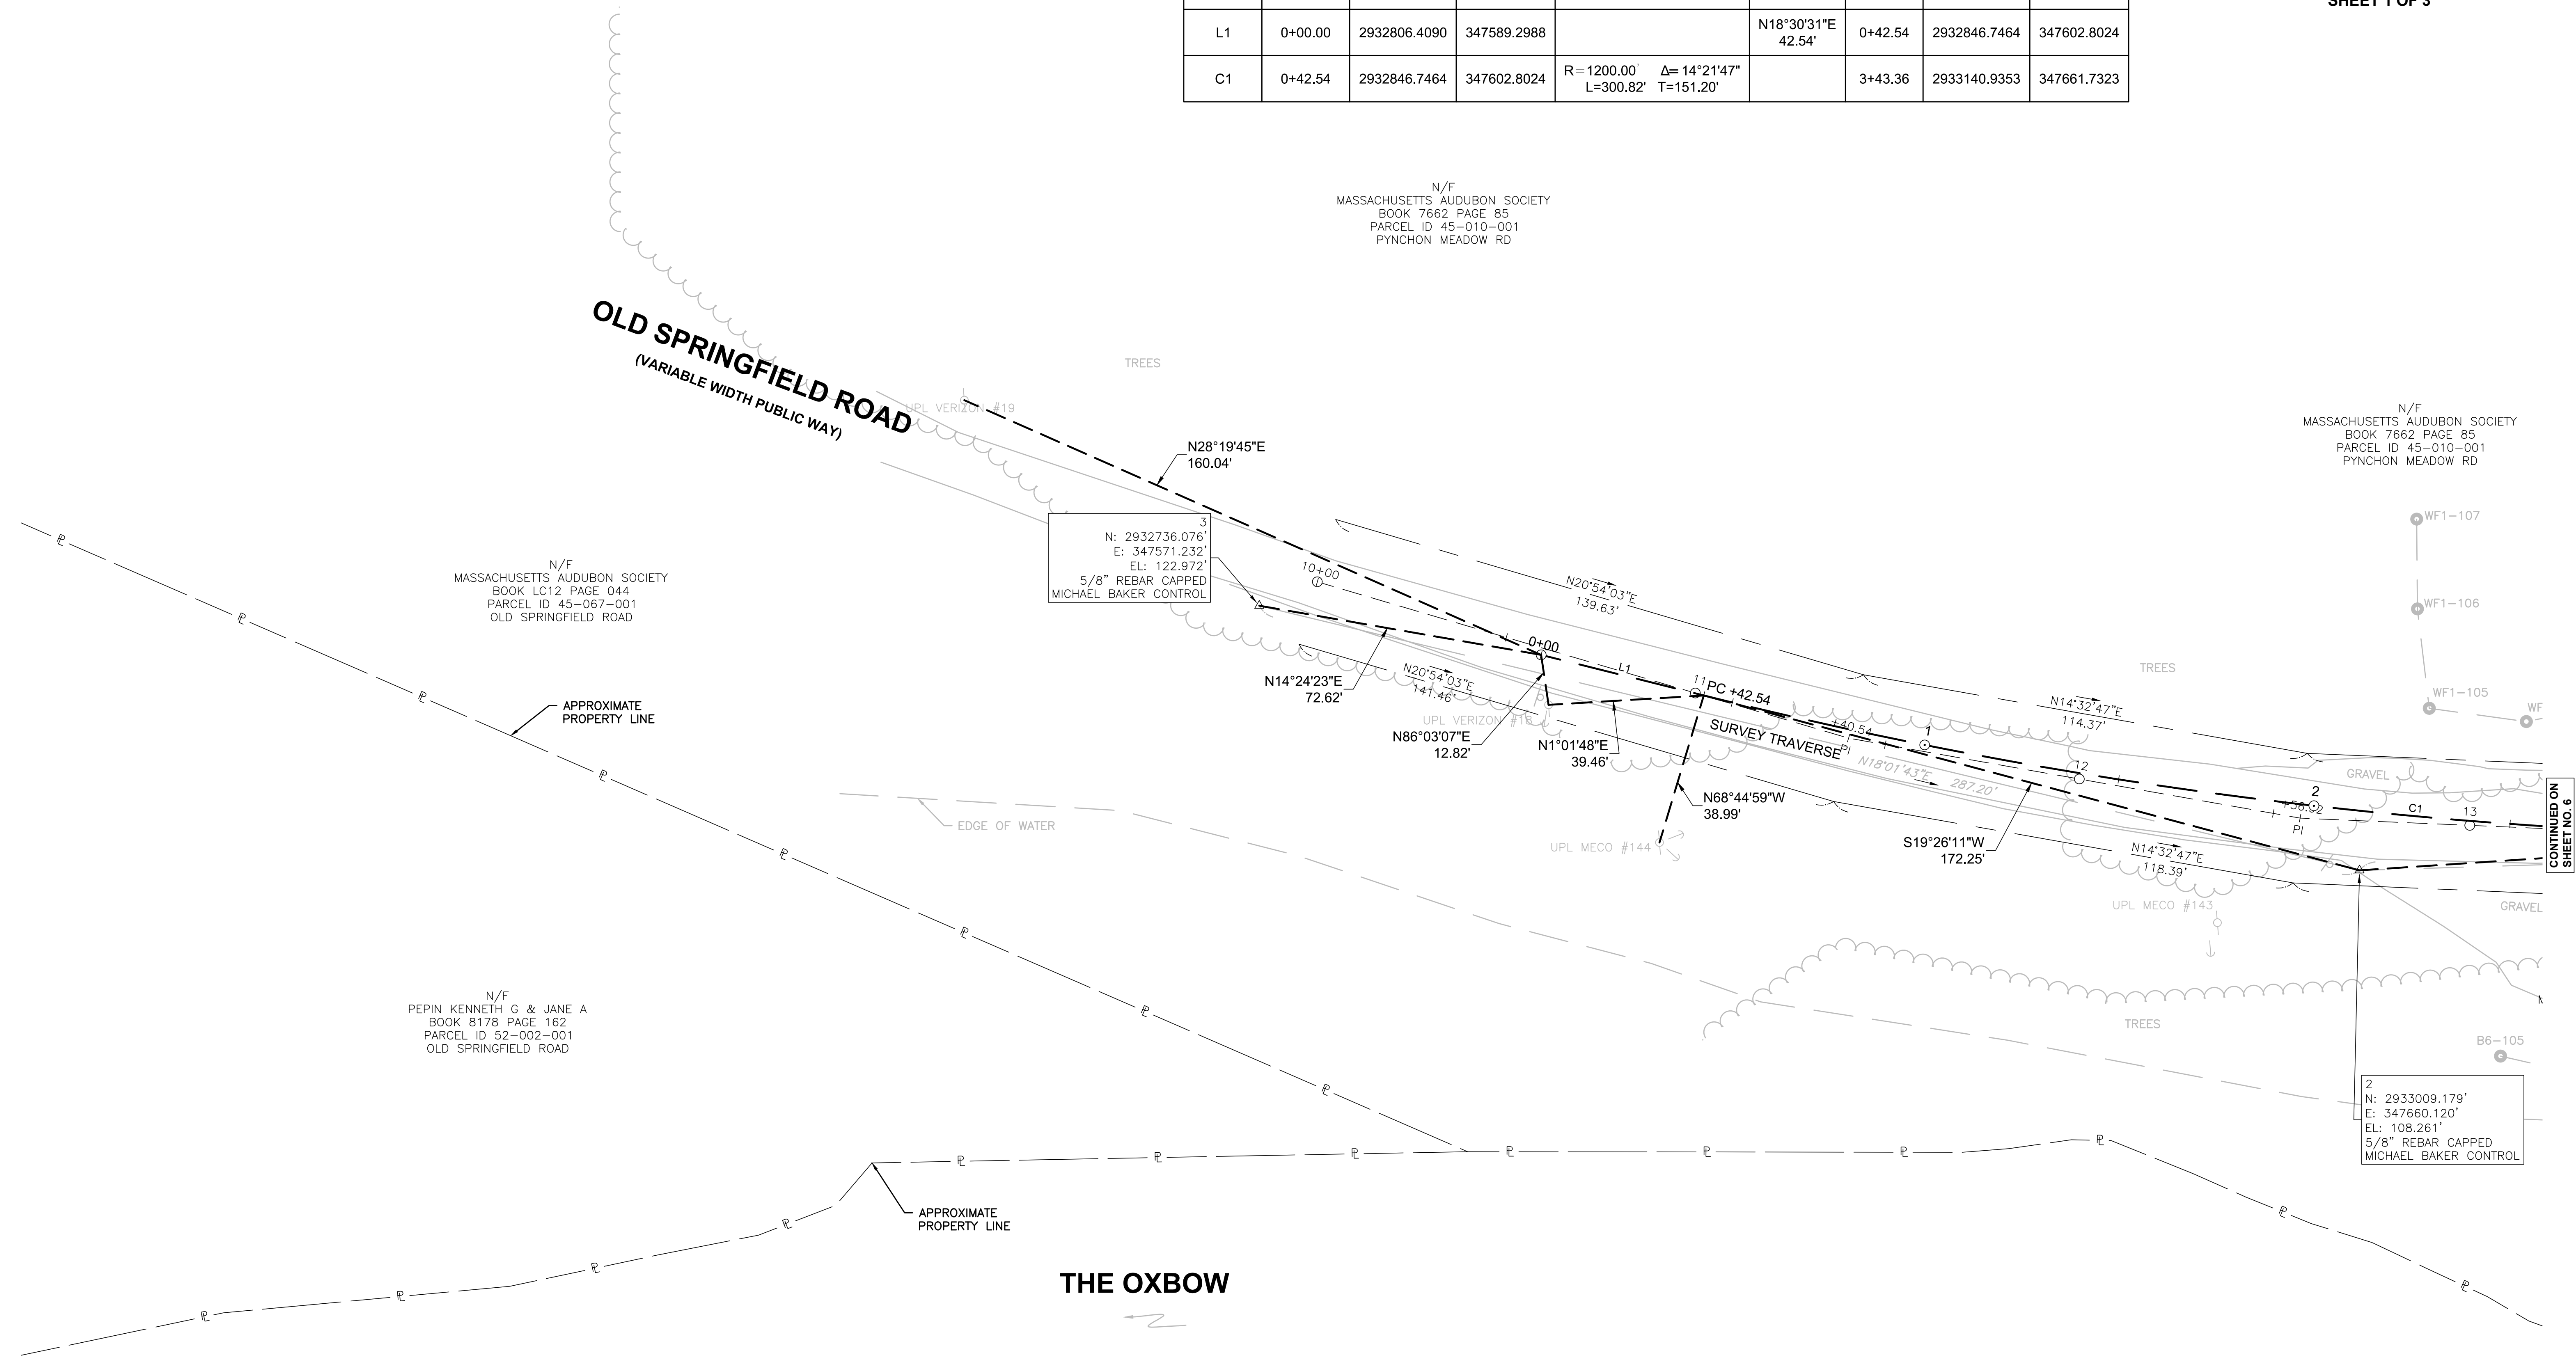 SHEET 1 OF 3
L1 0+00.00 2932806.4090 347589.2988 N18°30'31"E 42.54' 0+42.54 2932846.7464 347602.8024
C1 0+42.54 2932846.7464 347602.8024 R=1200.00' Δ=14°21'47" L=300.82' T=151.20' 3+43.36 2933140.9353 347661.7323
N/F
MASSACHUSETTS AUDUBON SOCIETY
BOOK 7662 PAGE 85
PARCEL ID 45-010-001
PYNCHON MEADOW RD
OLD SPRINGFIELD ROAD
(VARIABLE WIDTH PUBLIC WAY)
TREES
UPL VERIZON #19
N28°19'45"E
160.04'
N/F
MASSACHUSETTS AUDUBON SOCIETY
BOOK 7662 PAGE 85
PARCEL ID 45-010-001
PYNCHON MEADOW RD
WF1-107
WF1-106
WF1-105
WF
TREES
3
N: 2932736.076'
E: 347571.232'
EL: 122.972'
5/8" REBAR CAPPED
MICHAEL BAKER CONTROL
10+00
N20°54'03"E
139.63'
N/F
MASSACHUSETTS AUDUBON SOCIETY
BOOK LC12 PAGE 044
PARCEL ID 45-067-001
OLD SPRINGFIELD ROAD
APPROXIMATE
PROPERTY LINE
0+00
L1
N14°24'23"E
72.62'
N20°54'03"E
141.46'
UPL VERIZON #18
N86°03'07"E
12.82'
N1°01'48"E
39.46'
11
PC +42.54
SURVEY TRAVERSE
+40.54
PI
1
N18°01'43"E 287.20'
N14°32'47"E
114.37'
12
GRAVEL
2
+56.92
PI
C1
13
CONTINUED ON
SHEET NO. 6
N68°44'59"W
38.99'
UPL MECO #144
S19°26'11"W
172.25'
N14°32'47"E
118.39'
UPL MECO #143
GRAVEL
EDGE OF WATER
TREES
B6-105
N/F
PEPIN KENNETH G & JANE A
BOOK 8178 PAGE 162
PARCEL ID 52-002-001
OLD SPRINGFIELD ROAD
2
N: 2933009.179'
E: 347660.120'
EL: 108.261'
5/8" REBAR CAPPED
MICHAEL BAKER CONTROL
APPROXIMATE
PROPERTY LINE
THE OXBOW